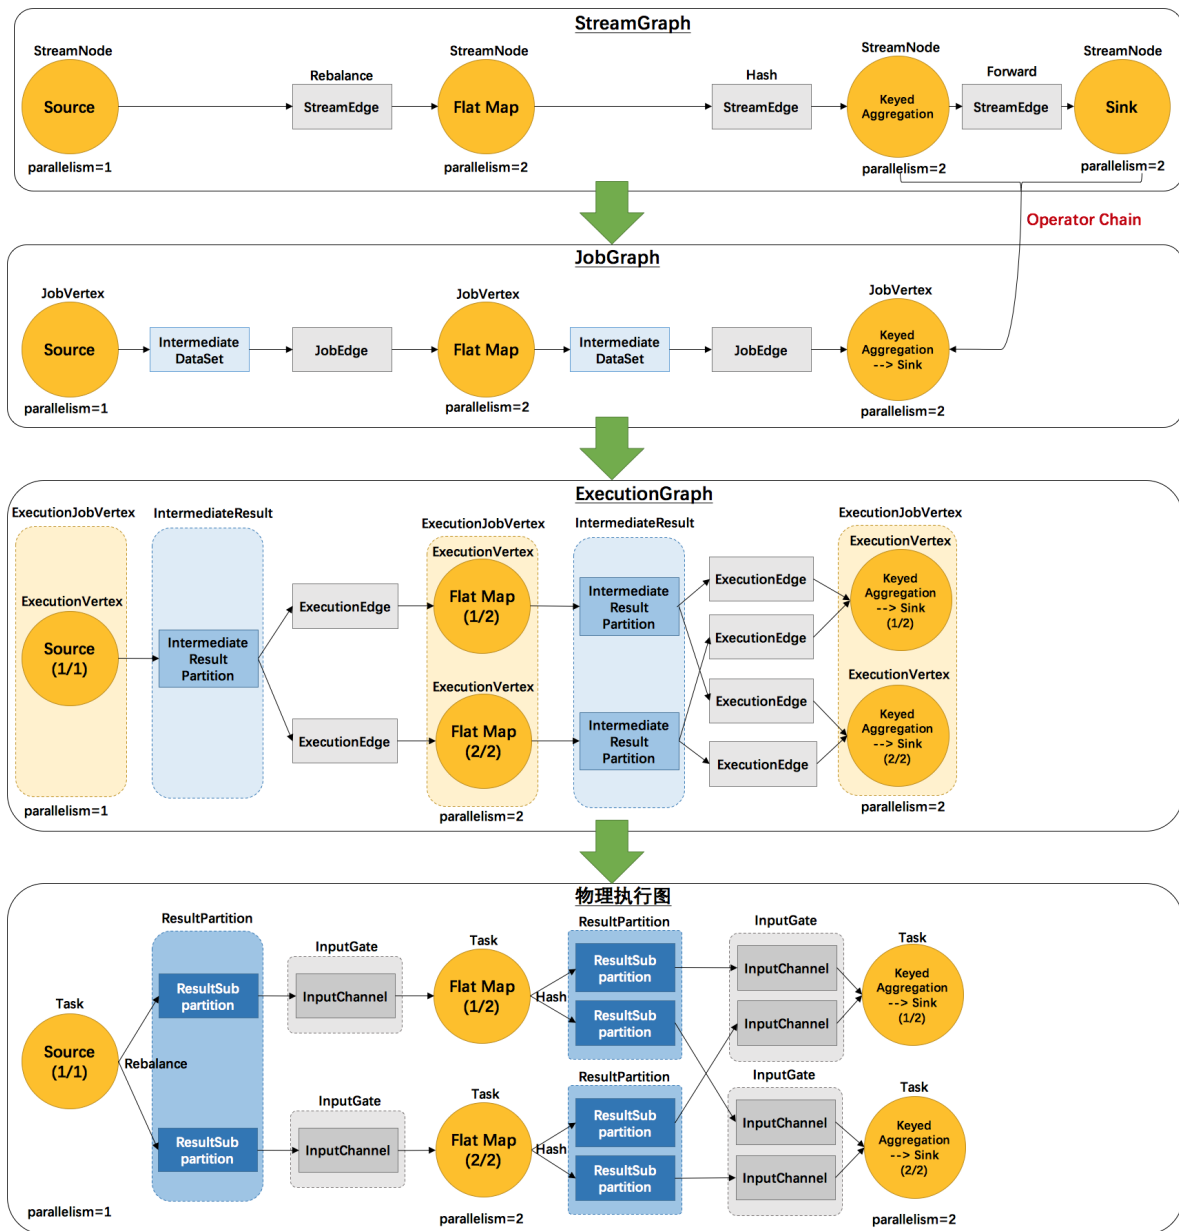 StreamGraph
StreamNode
StreamNode
StreamNode
StreamNode
Rebalance
Hash
Forward
Source
StreamEdge
Flat Map
StreamEdge
Keyed
Aggregation
StreamEdge
Sink
parallelism=1
parallelism=2
parallelism=2
parallelism=2
Operator Chain
JobGraph
JobVertex
JobVertex
JobVertex
Source
Intermediate
DataSet
JobEdge
Flat Map
Intermediate
DataSet
JobEdge
Keyed
Aggregation
--> Sink
parallelism=1
parallelism=2
parallelism=2
ExecutionGraph
ExecutionJobVertex
IntermediateResult
ExecutionJobVertex
IntermediateResult
ExecutionJobVertex
ExecutionVertex
Source
(1/1)
Intermediate
Result
Partition
ExecutionEdge
ExecutionEdge
ExecutionVertex
Flat Map
(1/2)
ExecutionVertex
Flat Map
(2/2)
Intermediate
Result
Partition
Intermediate
Result
Partition
ExecutionEdge
ExecutionEdge
ExecutionEdge
ExecutionEdge
ExecutionVertex
Keyed
Aggregation
--> Sink
(1/2)
ExecutionVertex
Keyed
Aggregation
--> Sink
(2/2)
parallelism=1
parallelism=2
parallelism=2
物理执行图
Task
Source
(1/1)
Rebalance
ResultPartition
ResultSub
partition
ResultSub
partition
InputGate
InputChannel
InputGate
InputChannel
Task
Flat Map
(1/2)
Hash
Task
Flat Map
(2/2)
Hash
ResultPartition
ResultSub
partition
ResultSub
partition
ResultPartition
ResultSub
partition
ResultSub
partition
InputGate
InputChannel
InputChannel
InputGate
InputChannel
InputChannel
Task
Keyed
Aggregation
--> Sink
(1/2)
Task
Keyed
Aggregation
--> Sink
(2/2)
parallelism=1
parallelism=2
parallelism=2